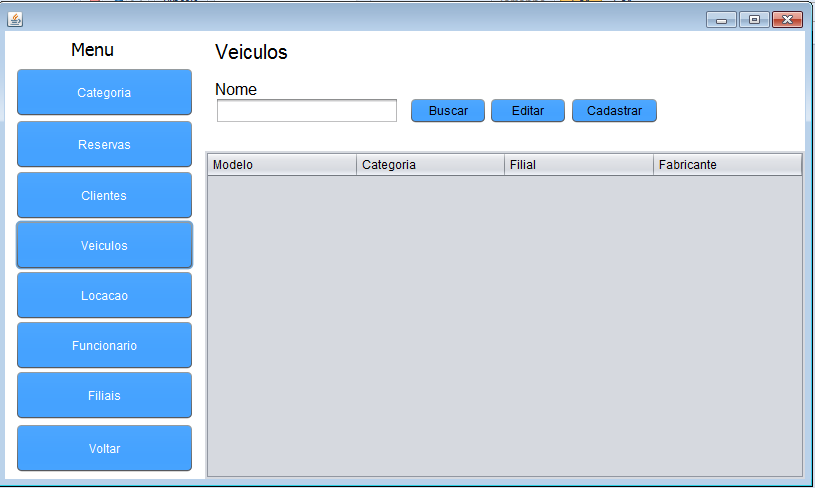 Menu
Categoria
Reservas
Clientes
Veiculos
Locacao
Funcionario
Filiais
Voltar
Veiculos
Nome
Buscar Editar Cadastrar
Modelo Categoria Filial Fabricante